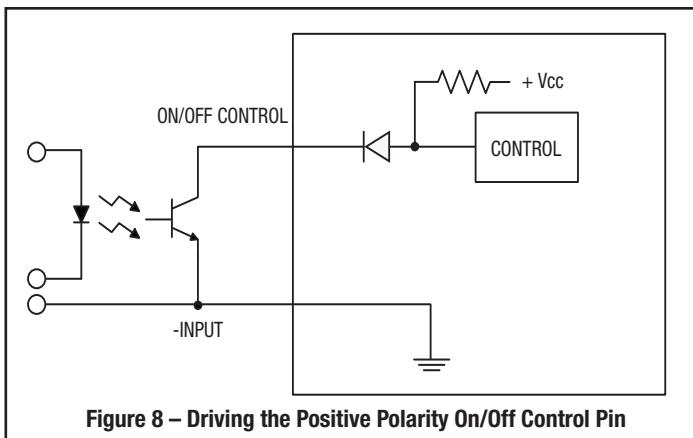 + Vcc
ON/OFF CONTROL
CONTROL
-INPUT
Figure 8 – Driving the Positive Polarity On/Off Control Pin